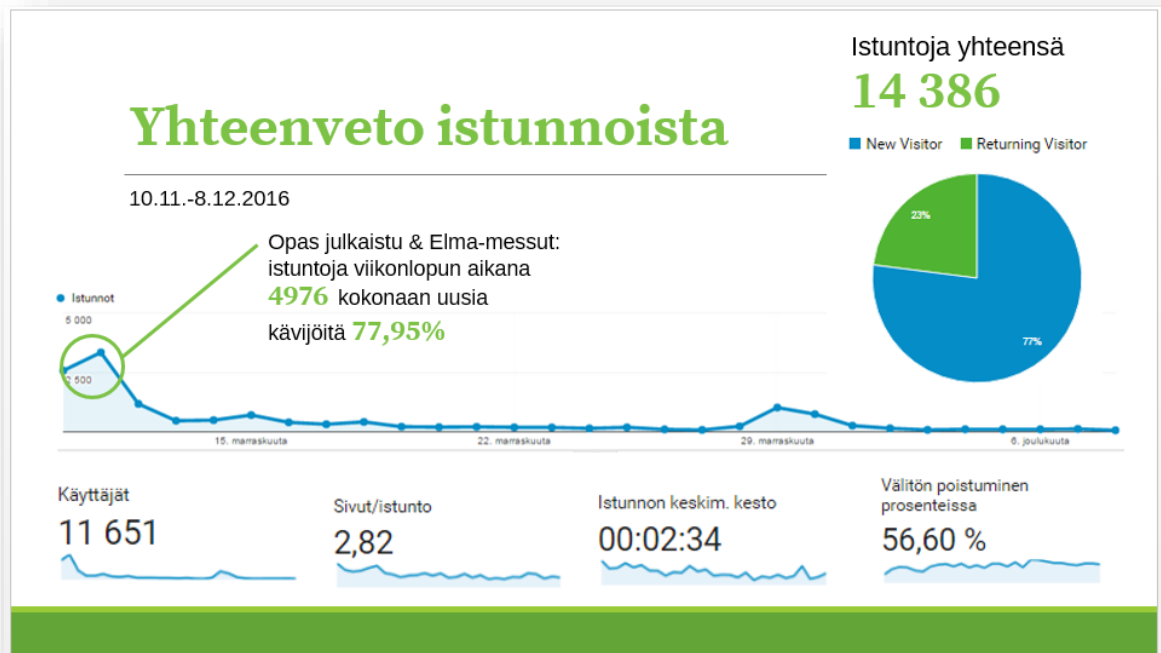 Istuntoja yhteensä
14 386
Yhteenveto istunnoista
10.11.-8.12.2016
New Visitor
Returning Visitor
23%
77%
Opas julkaistu & Elma-messut:
istuntoja viikonlopun aikana
4976 kokonaan uusia
kävijöitä 77,95%
Istunnot
5 000
2 500
15. marraskuuta
22. marraskuuta
29. marraskuuta
6. joulukuuta
Käyttäjät
11 651
Sivut/istunto
2,82
Istunnon keskim. kesto
00:02:34
Välitön poistuminen
prosenteissa
56,60 %